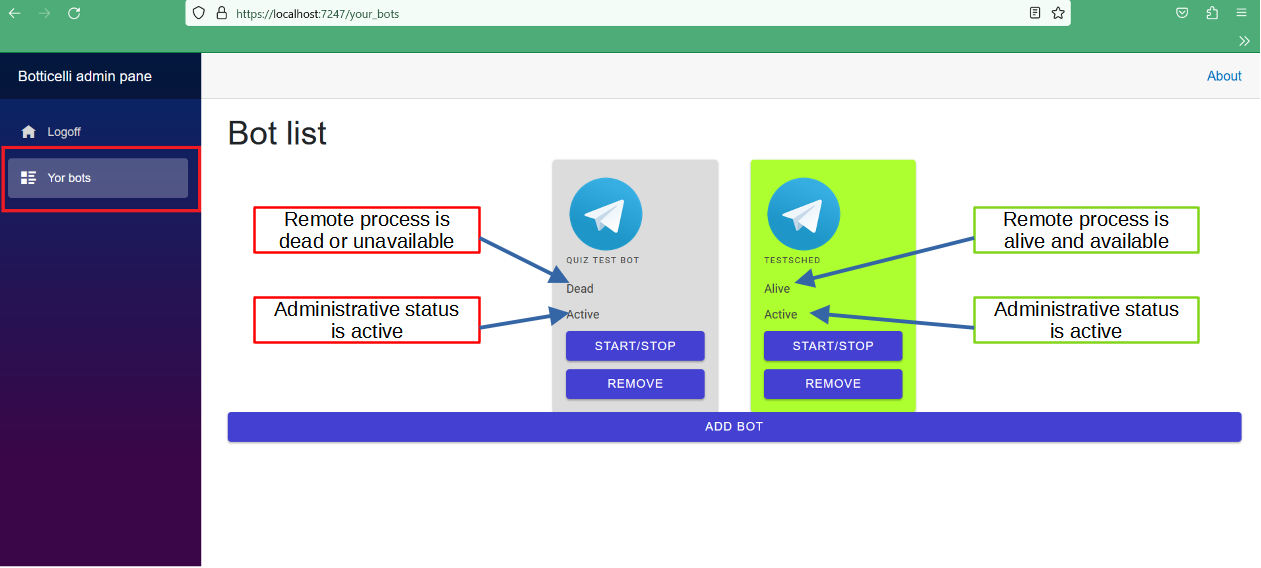 https://localhost:7247/your_bots
Botticelli admin pane
About
Logoff
Yor bots
Bot list
Remote process is
dead or unavailable
Administrative status
is active
QUIZ TEST BOT
Dead
Active
START/STOP
REMOVE
TESTSCHED
Alive
Active
START/STOP
REMOVE
Remote process is
alive and available
Administrative status
is active
ADD BOT